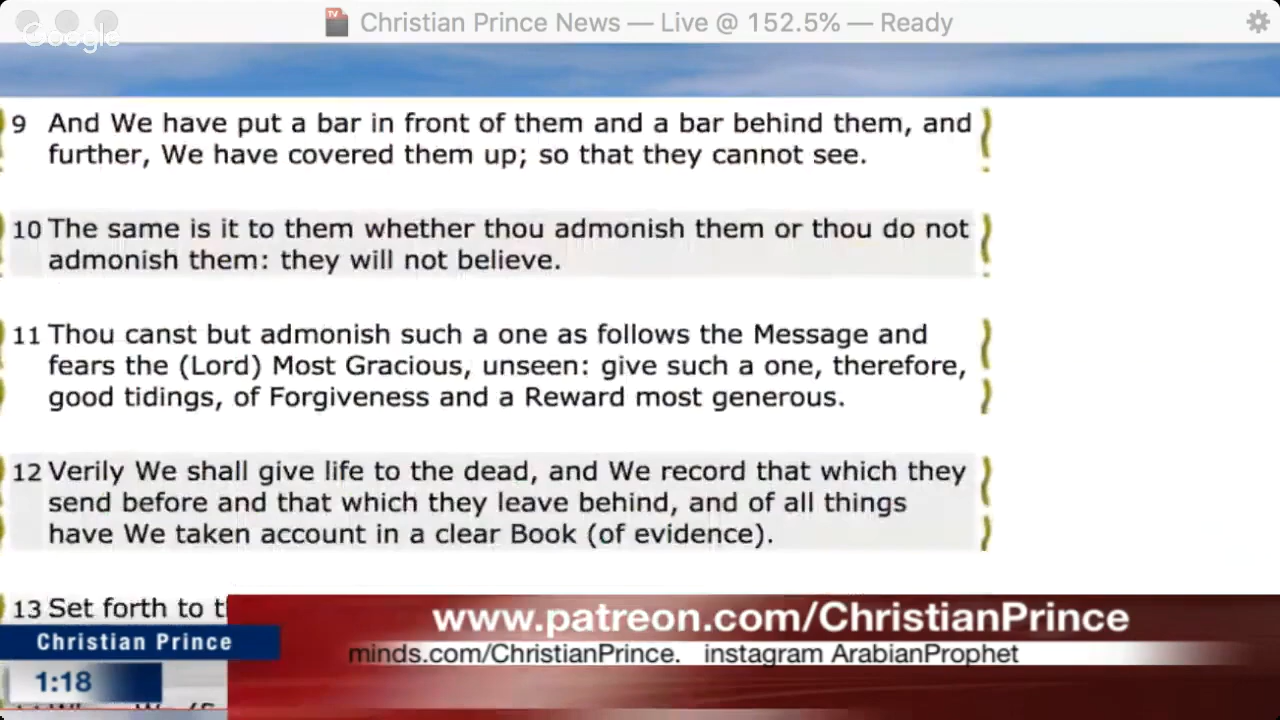 Christian Prince News — Live @ 152.5% — Ready
Google
9 And We have put a bar in front of them and a bar behind them, and
further, We have covered them up; so that they cannot see.
10 The same is it to them whether thou admonish them or thou do not
admonish them: they will not believe.
11 Thou canst but admonish such a one as follows the Message and
fears the (Lord) Most Gracious, unseen: give such a one, therefore,
good tidings, of Forgiveness and a Reward most generous.
12 Verily We shall give life to the dead, and We record that which they
send before and that which they leave behind, and of all things
have We taken account in a clear Book (of evidence).
13 Set forth to
www.patreon.com/ChristianPrince
Christian Prince
minds.com/ChristianPrince. instagram ArabianProphet
1:18